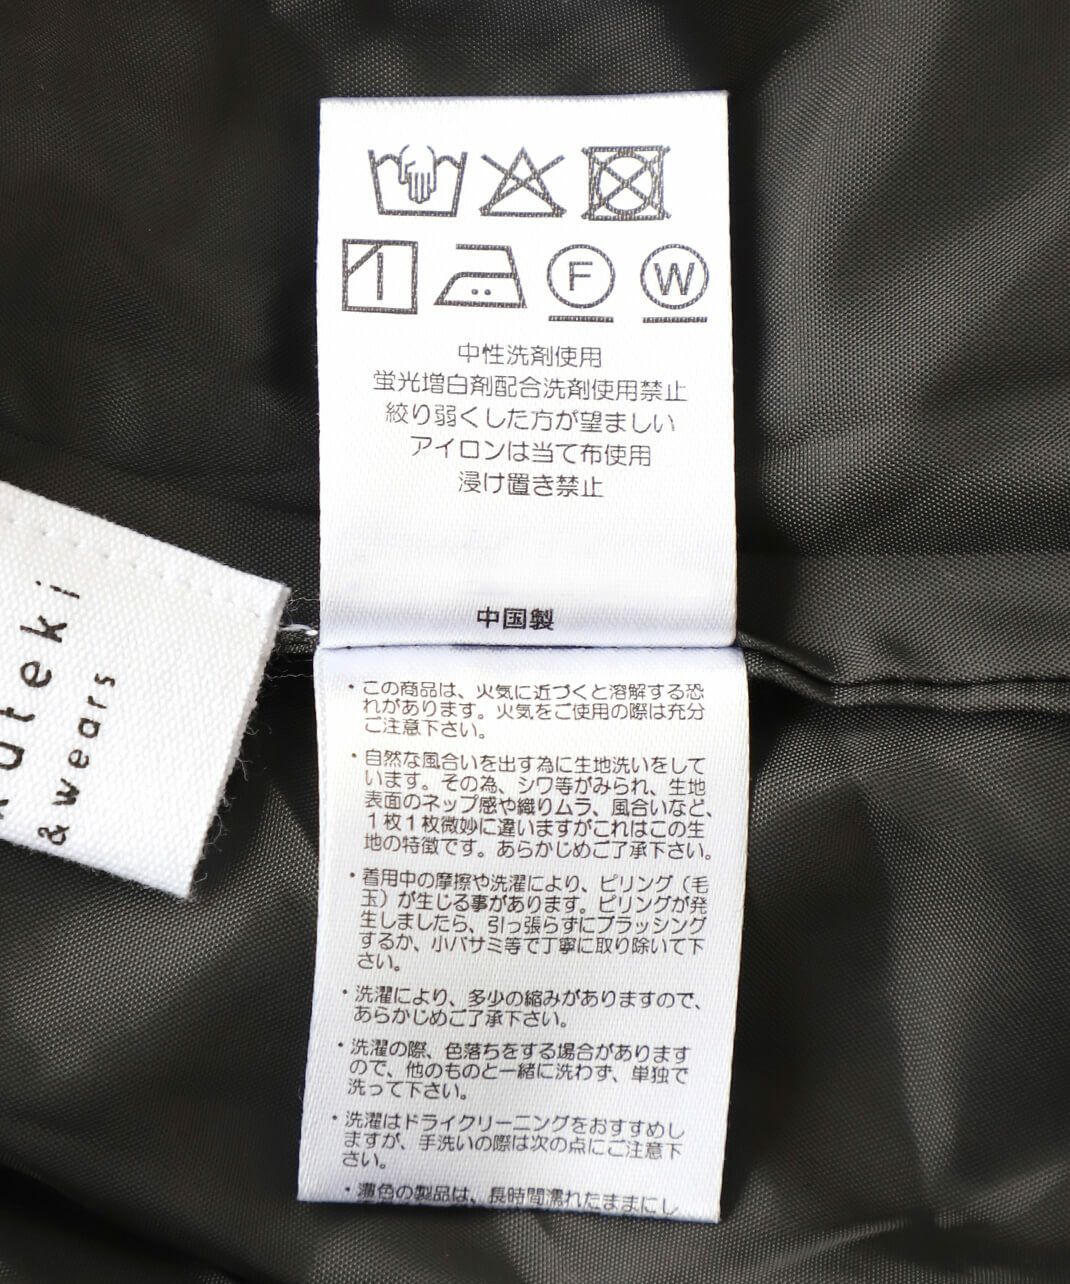 F W
中性洗剤使用
蛍光増白剤配合洗剤使用禁止
絞り弱くした方が望ましい
アイロンは当て布使用
浸け置き禁止
中国製
uteki
&wears
・この商品は、火気に近づくと溶解する恐
れがあります。火気をご使用の際は充分
ご注意下さい。
・自然な風合いを出す為に生地洗いをして
います。その為、シワ等がみられ、生地
表面のネップ感や織りムラ、風合いなど、
1枚1枚微妙に違いますがこれはこの生
地の特徴です。あらかじめご了承下さい。
・着用中の摩擦や洗濯により、ピリング（毛
玉）が生じる事があります。ピリングが発
生しましたら、引っ張らずにブラッシング
するか、小バサミ等で丁寧に取り除いて下
さい。
・洗濯により、多少の縮みがありますので、
あらかじめご了承下さい。
・洗濯の際、色落ちをする場合があります
ので、他のものと一緒に洗わず、単独で
洗って下さい。
・洗濯はドライクリーニングをおすすめし
ますが、手洗いの際は次の点にご注意下
さい。
・濃色の製品は、長時間濡れたままにし